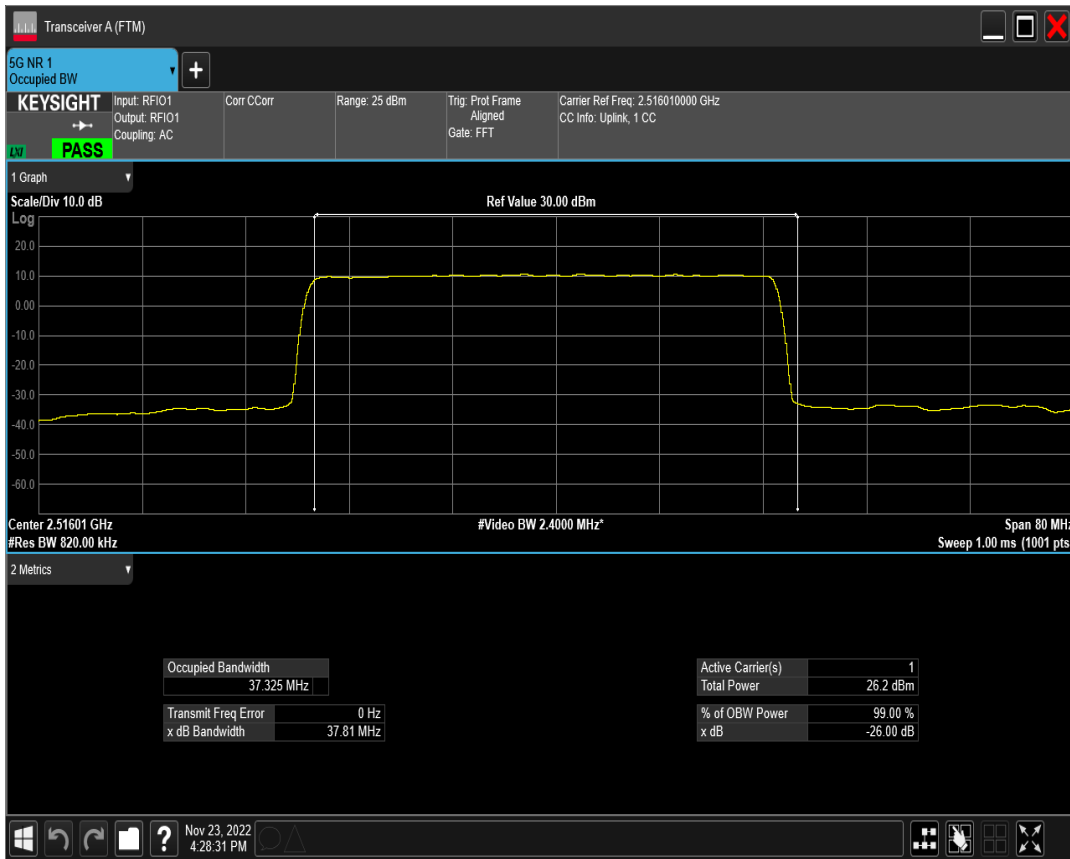 Transceiver A (FTM)
5G NR 1
Occupied BW
+
KEYSIGHT
LXI
PASS
Input: RFIO1
Output: RFIO1
Coupling: AC
Corr CCorr
Range: 25 dBm
Trig: Prot Frame
Aligned
Gate: FFT
Carrier Ref Freq: 2.516010000 GHz
CC Info: Uplink, 1 CC
1 Graph
Scale/Div 10.0 dB
Ref Value 30.00 dBm
Log
20.0
10.0
0.00
-10.0
-20.0
-30.0
-40.0
-50.0
-60.0
Center 2.51601 GHz
#Video BW 2.4000 MHz*
Span 80 MHz
#Res BW 820.00 kHz
Sweep 1.00 ms (1001 pts
2 Metrics
Occupied Bandwidth
37.325 MHz
Transmit Freq Error 0 Hz
x dB Bandwidth 37.81 MHz
Active Carrier(s) 1
Total Power 26.2 dBm
% of OBW Power 99.00 %
x dB -26.00 dB
?
Nov 23, 2022
4:28:31 PM